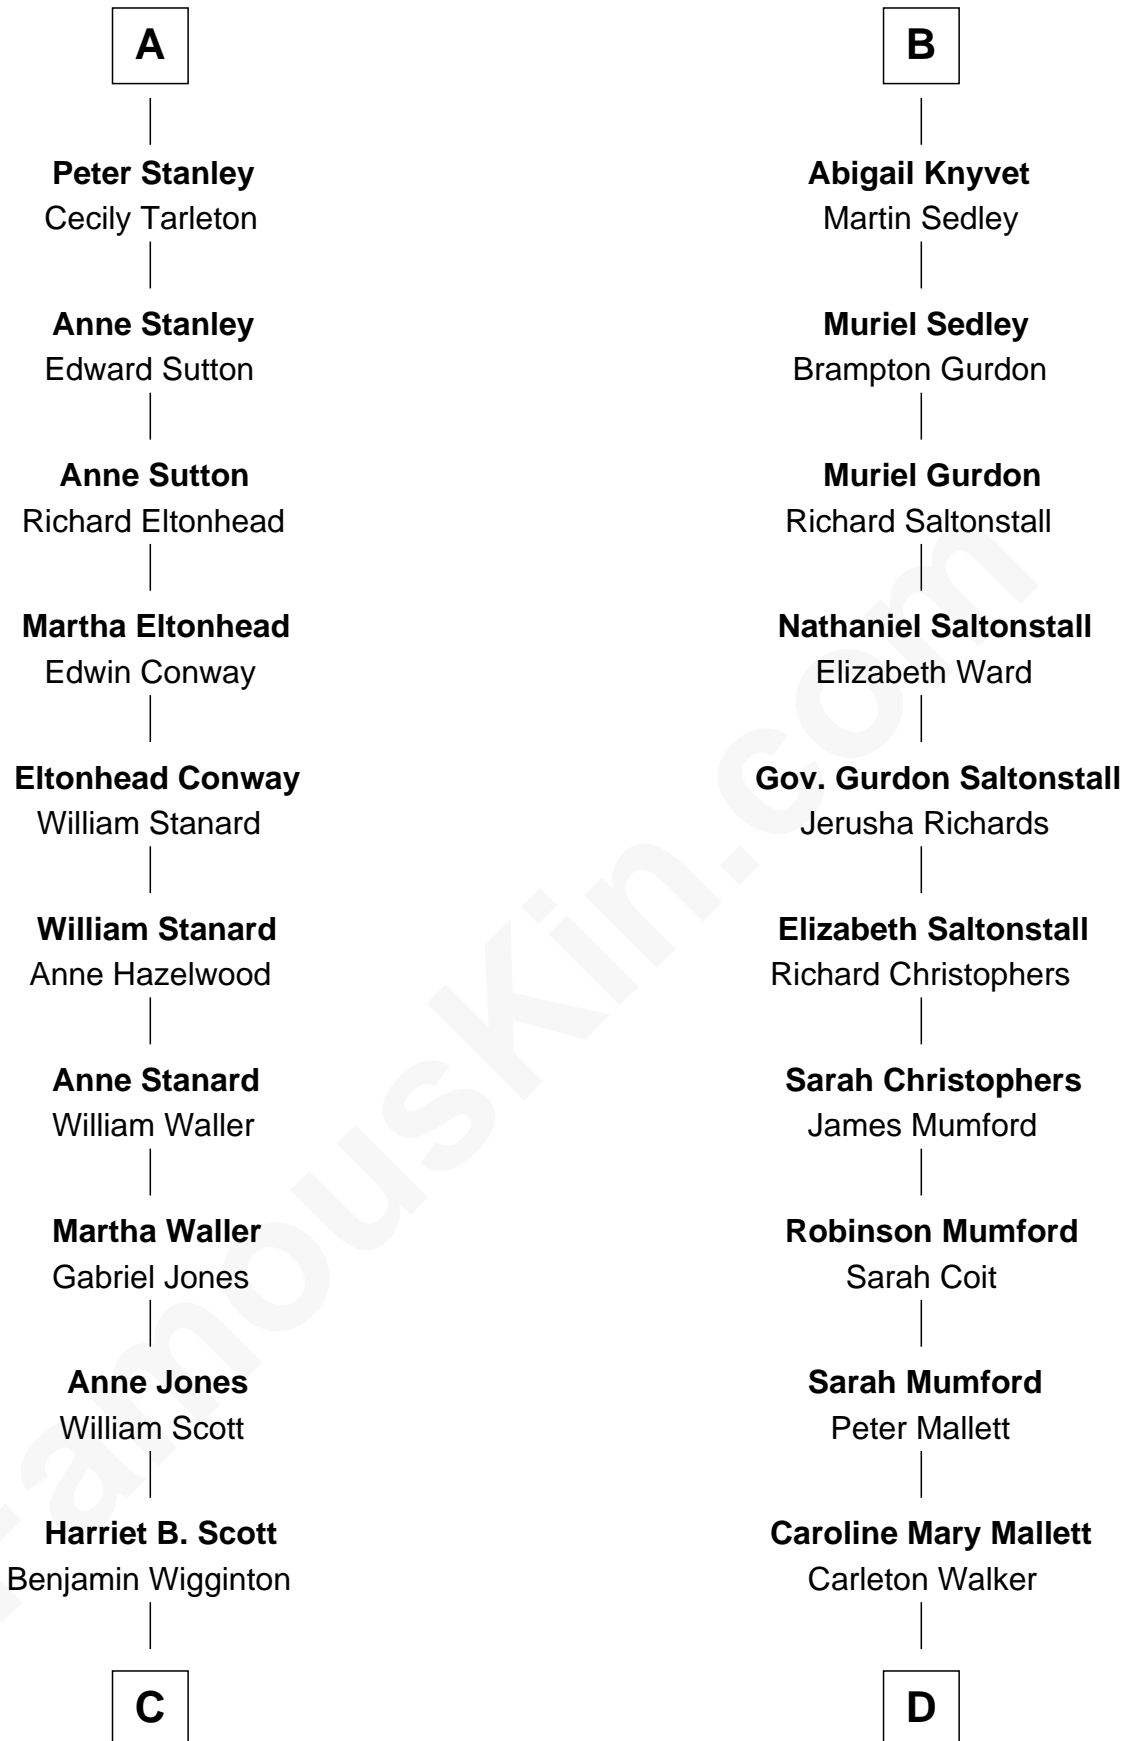 A
Peter Stanley
Cecily Tarleton
Anne Stanley
Edward Sutton
Anne Sutton
Richard Eltonhead
Martha Eltonhead
Edwin Conway
Eltonhead Conway
William Stanard
William Stanard
Anne Hazelwood
Anne Stanard
William Waller
Martha Waller
Gabriel Jones
Anne Jones
William Scott
Harriet B. Scott
Benjamin Wigginton
C
B
Abigail Knyvet
Martin Sedley
Muriel Sedley
Brampton Gurdon
Muriel Gurdon
Richard Saltonstall
Nathaniel Saltonstall
Elizabeth Ward
Gov. Gurdon Saltonstall
Jerusha Richards
Elizabeth Saltonstall
Richard Christophers
Sarah Christophers
James Mumford
Robinson Mumford
Sarah Coit
Sarah Mumford
Peter Mallett
Caroline Mary Mallett
Carleton Walker
D
FamousKin.com